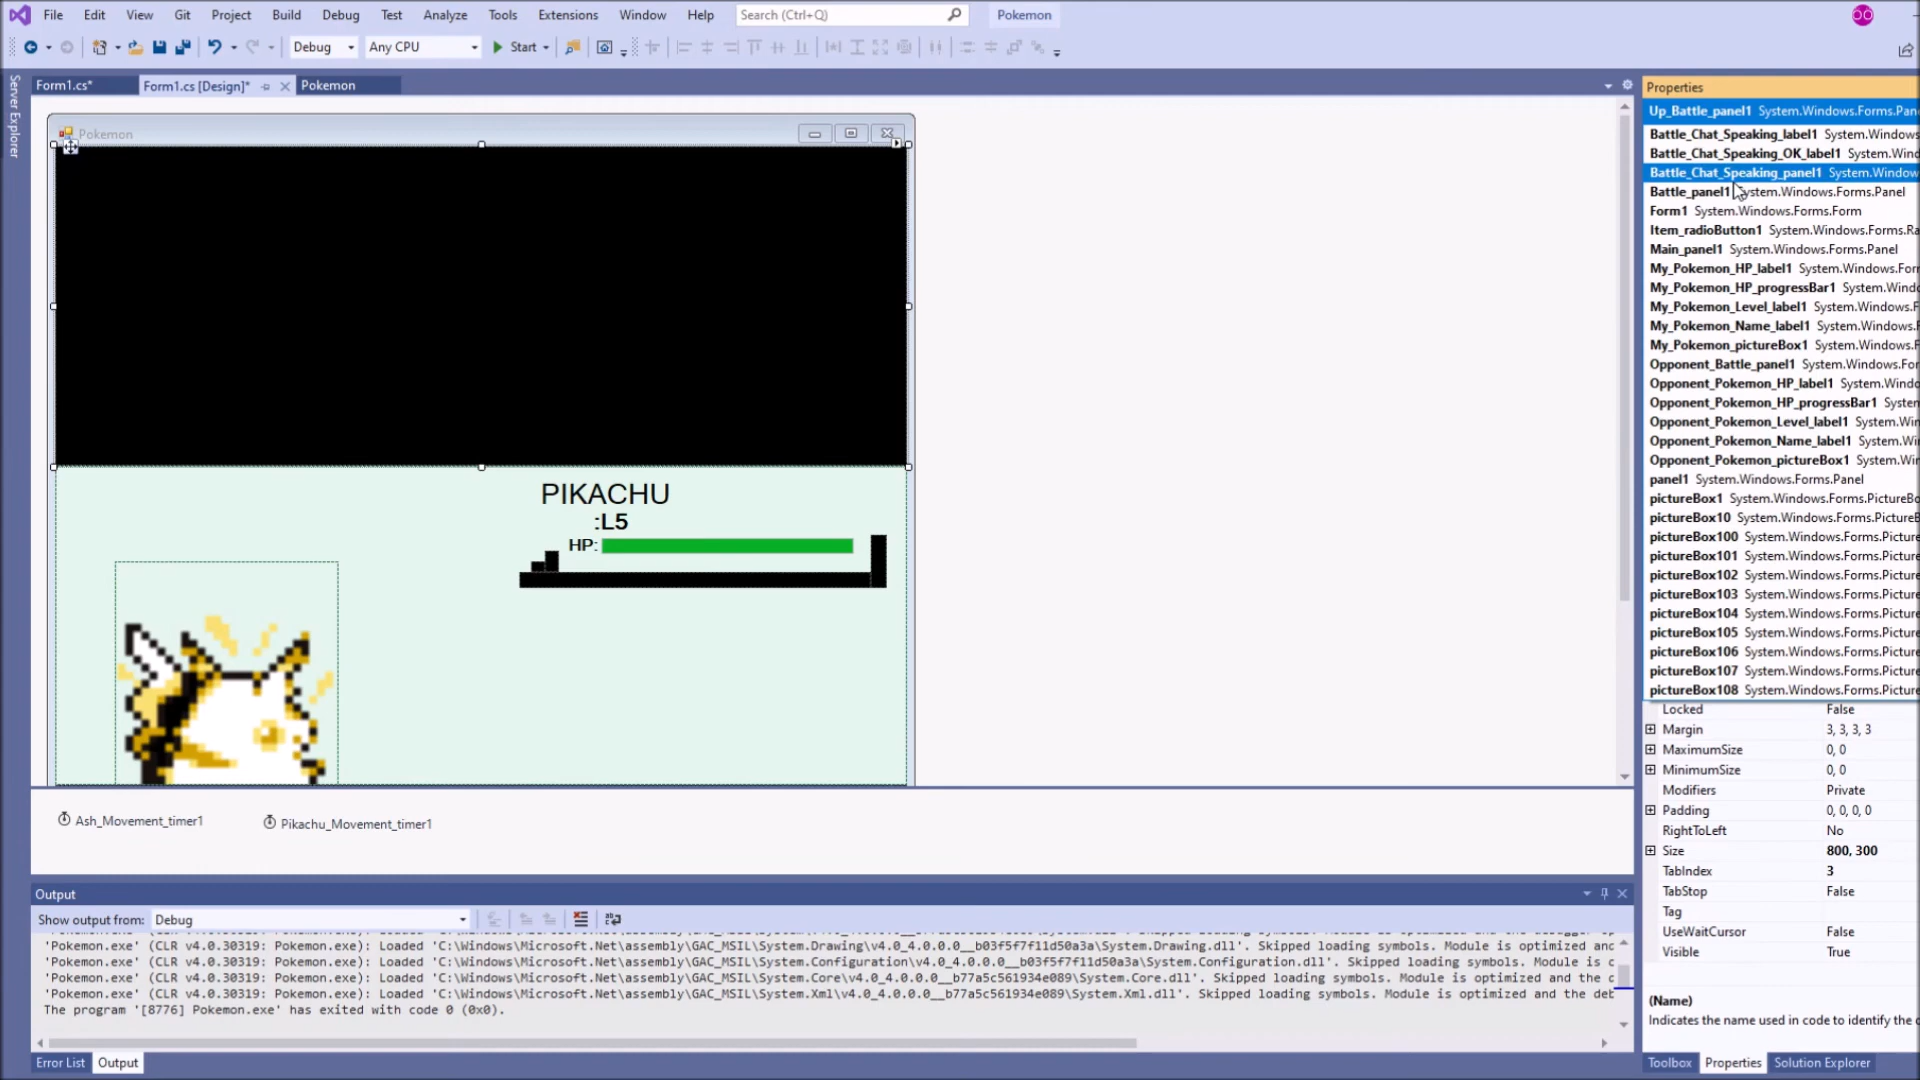 File Edit View Git Project Build Debug Test Analyze Tools Extensions Window Help Search (Ctrl+Q) Pokemon
Debug Any CPU Start
Server Explorer
Form1.cs* Form1.cs [Design]* Pokemon
Pokemon
PIKACHU
:L5
HP:
Ash_Movement_timer1 Pikachu_Movement_timer1
Output
Show output from: Debug
'Pokemon.exe' (CLR v4.0.30319: Pokemon.exe): Loaded 'C:\Windows\Microsoft.Net\assembly\GAC_MSIL\System.Drawing\v4.0_4.0.0.0__b03f5f7f11d50a3a\System.Drawing.dll'. Skipped loading symbols. Module is optimized anc
'Pokemon.exe' (CLR v4.0.30319: Pokemon.exe): Loaded 'C:\Windows\Microsoft.Net\assembly\GAC_MSIL\System.Configuration\v4.0_4.0.0.0__b03f5f7f11d50a3a\System.Configuration.dll'. Skipped loading symbols. Module is c
'Pokemon.exe' (CLR v4.0.30319: Pokemon.exe): Loaded 'C:\Windows\Microsoft.Net\assembly\GAC_MSIL\System.Core\v4.0_4.0.0.0__b77a5c561934e089\System.Core.dll'. Skipped loading symbols. Module is optimized and the c
'Pokemon.exe' (CLR v4.0.30319: Pokemon.exe): Loaded 'C:\Windows\Microsoft.Net\assembly\GAC_MSIL\System.Xml\v4.0_4.0.0.0__b77a5c561934e089\System.Xml.dll'. Skipped loading symbols. Module is optimized and the deb
The program '[8776] Pokemon.exe' has exited with code 0 (0x0).
Error List Output
Properties
Up_Battle_panel1 System.Windows.Forms.Pane
Battle_Chat_Speaking_label1 System.Windows
Battle_Chat_Speaking_OK_label1 System.Wind
Battle_Chat_Speaking_panel1 System.Window
Battle_panel1 System.Windows.Forms.Panel
Form1 System.Windows.Forms.Form
Item_radioButton1 System.Windows.Forms.Ra
Main_panel1 System.Windows.Forms.Panel
My_Pokemon_HP_label1 System.Windows.For
My_Pokemon_HP_progressBar1 System.Windo
My_Pokemon_Level_label1 System.Windows.F
My_Pokemon_Name_label1 System.Windows.F
My_Pokemon_pictureBox1 System.Windows.F
Opponent_Battle_panel1 System.Windows.For
Opponent_Pokemon_HP_label1 System.Windo
Opponent_Pokemon_HP_progressBar1 System
Opponent_Pokemon_Level_label1 System.Win
Opponent_Pokemon_Name_label1 System.Wi
Opponent_Pokemon_pictureBox1 System.Win
panel1 System.Windows.Forms.Panel
pictureBox1 System.Windows.Forms.PictureBo
pictureBox10 System.Windows.Forms.PictureB
pictureBox100 System.Windows.Forms.Picture
pictureBox101 System.Windows.Forms.Picture
pictureBox102 System.Windows.Forms.Picture
pictureBox103 System.Windows.Forms.Picture
pictureBox104 System.Windows.Forms.Picture
pictureBox105 System.Windows.Forms.Picture
pictureBox106 System.Windows.Forms.Picture
pictureBox107 System.Windows.Forms.Picture
pictureBox108 System.Windows.Forms.Picture
Locked False
Margin 3, 3, 3, 3
MaximumSize 0, 0
MinimumSize 0, 0
Modifiers Private
Padding 0, 0, 0, 0
RightToLeft No
Size 800, 300
TabIndex 3
TabStop False
Tag
UseWaitCursor False
Visible True
(Name)
Indicates the name used in code to identify the
Toolbox Properties Solution Explorer